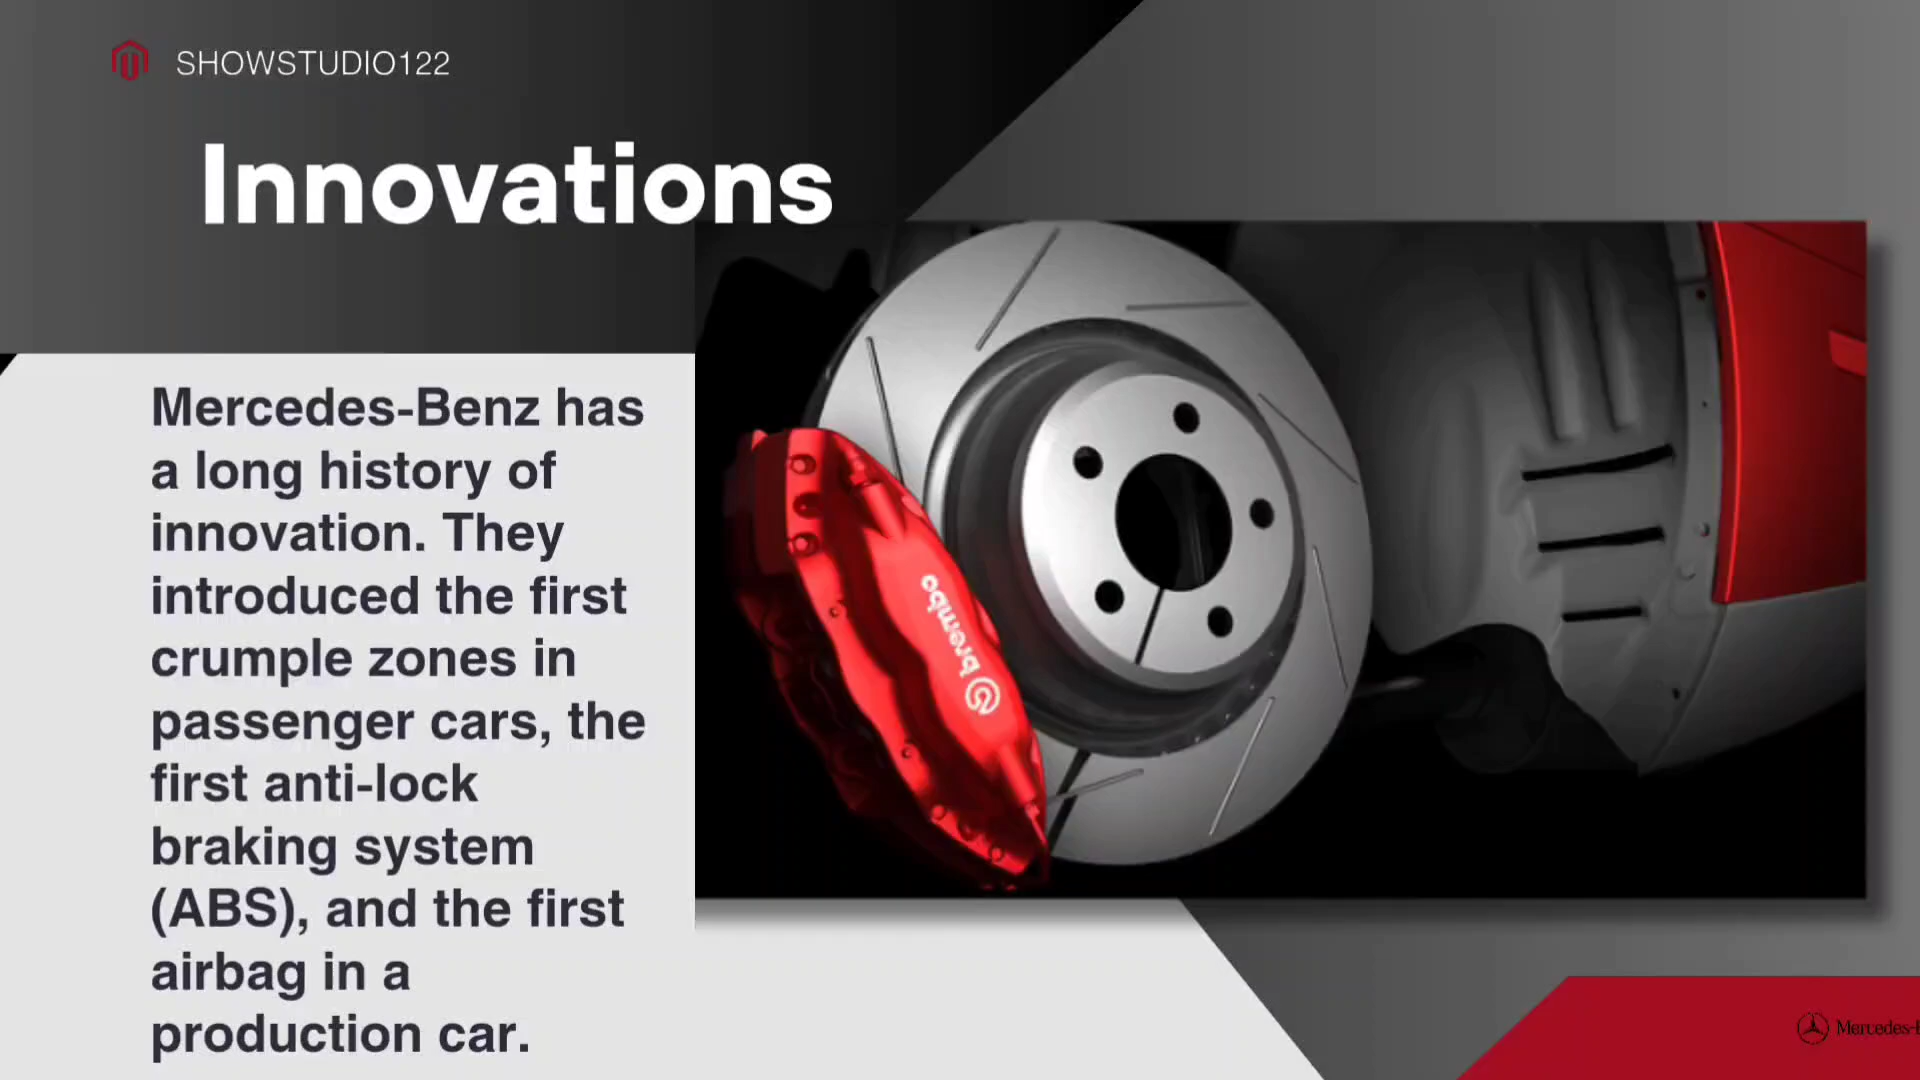 SHOWSTUDIO122
Innovations
Mercedes-Benz has
a long history of
innovation. They
introduced the first
crumple zones in
passenger cars, the
first anti-lock
braking system
(ABS), and the first
airbag in a
production car.
brembo
Mercedes-B